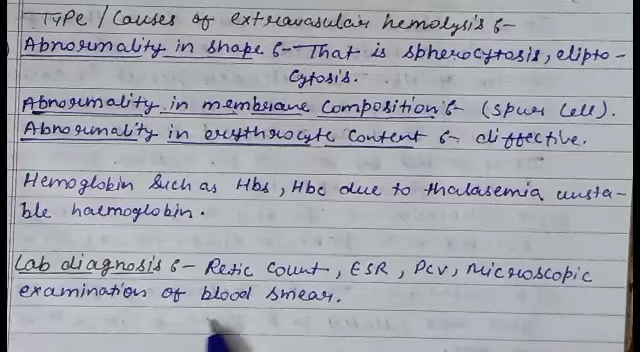 Type / Causes of extravasular hemolysis :-
Abnormality in shape :- That is spherocytosis, elipto-
cytosis.
Abnormality in membrane composition :- (spur cell).
Abnormality in erythrocyte content :- diffective.
Hemoglobin such as Hbs, Hbc due to thalasemia unsta-
ble haemoglobin.
Lab diagnosis :- Retic count, ESR, PCV, microscopic
examination of blood smear.